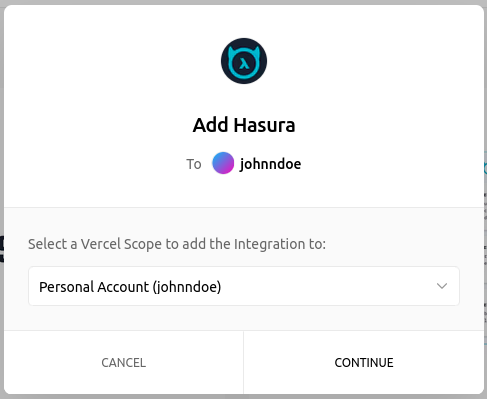 Add Hasura
To johnndoe
Select a Vercel Scope to add the Integration to:
Personal Account (johnndoe)
CANCEL
CONTINUE